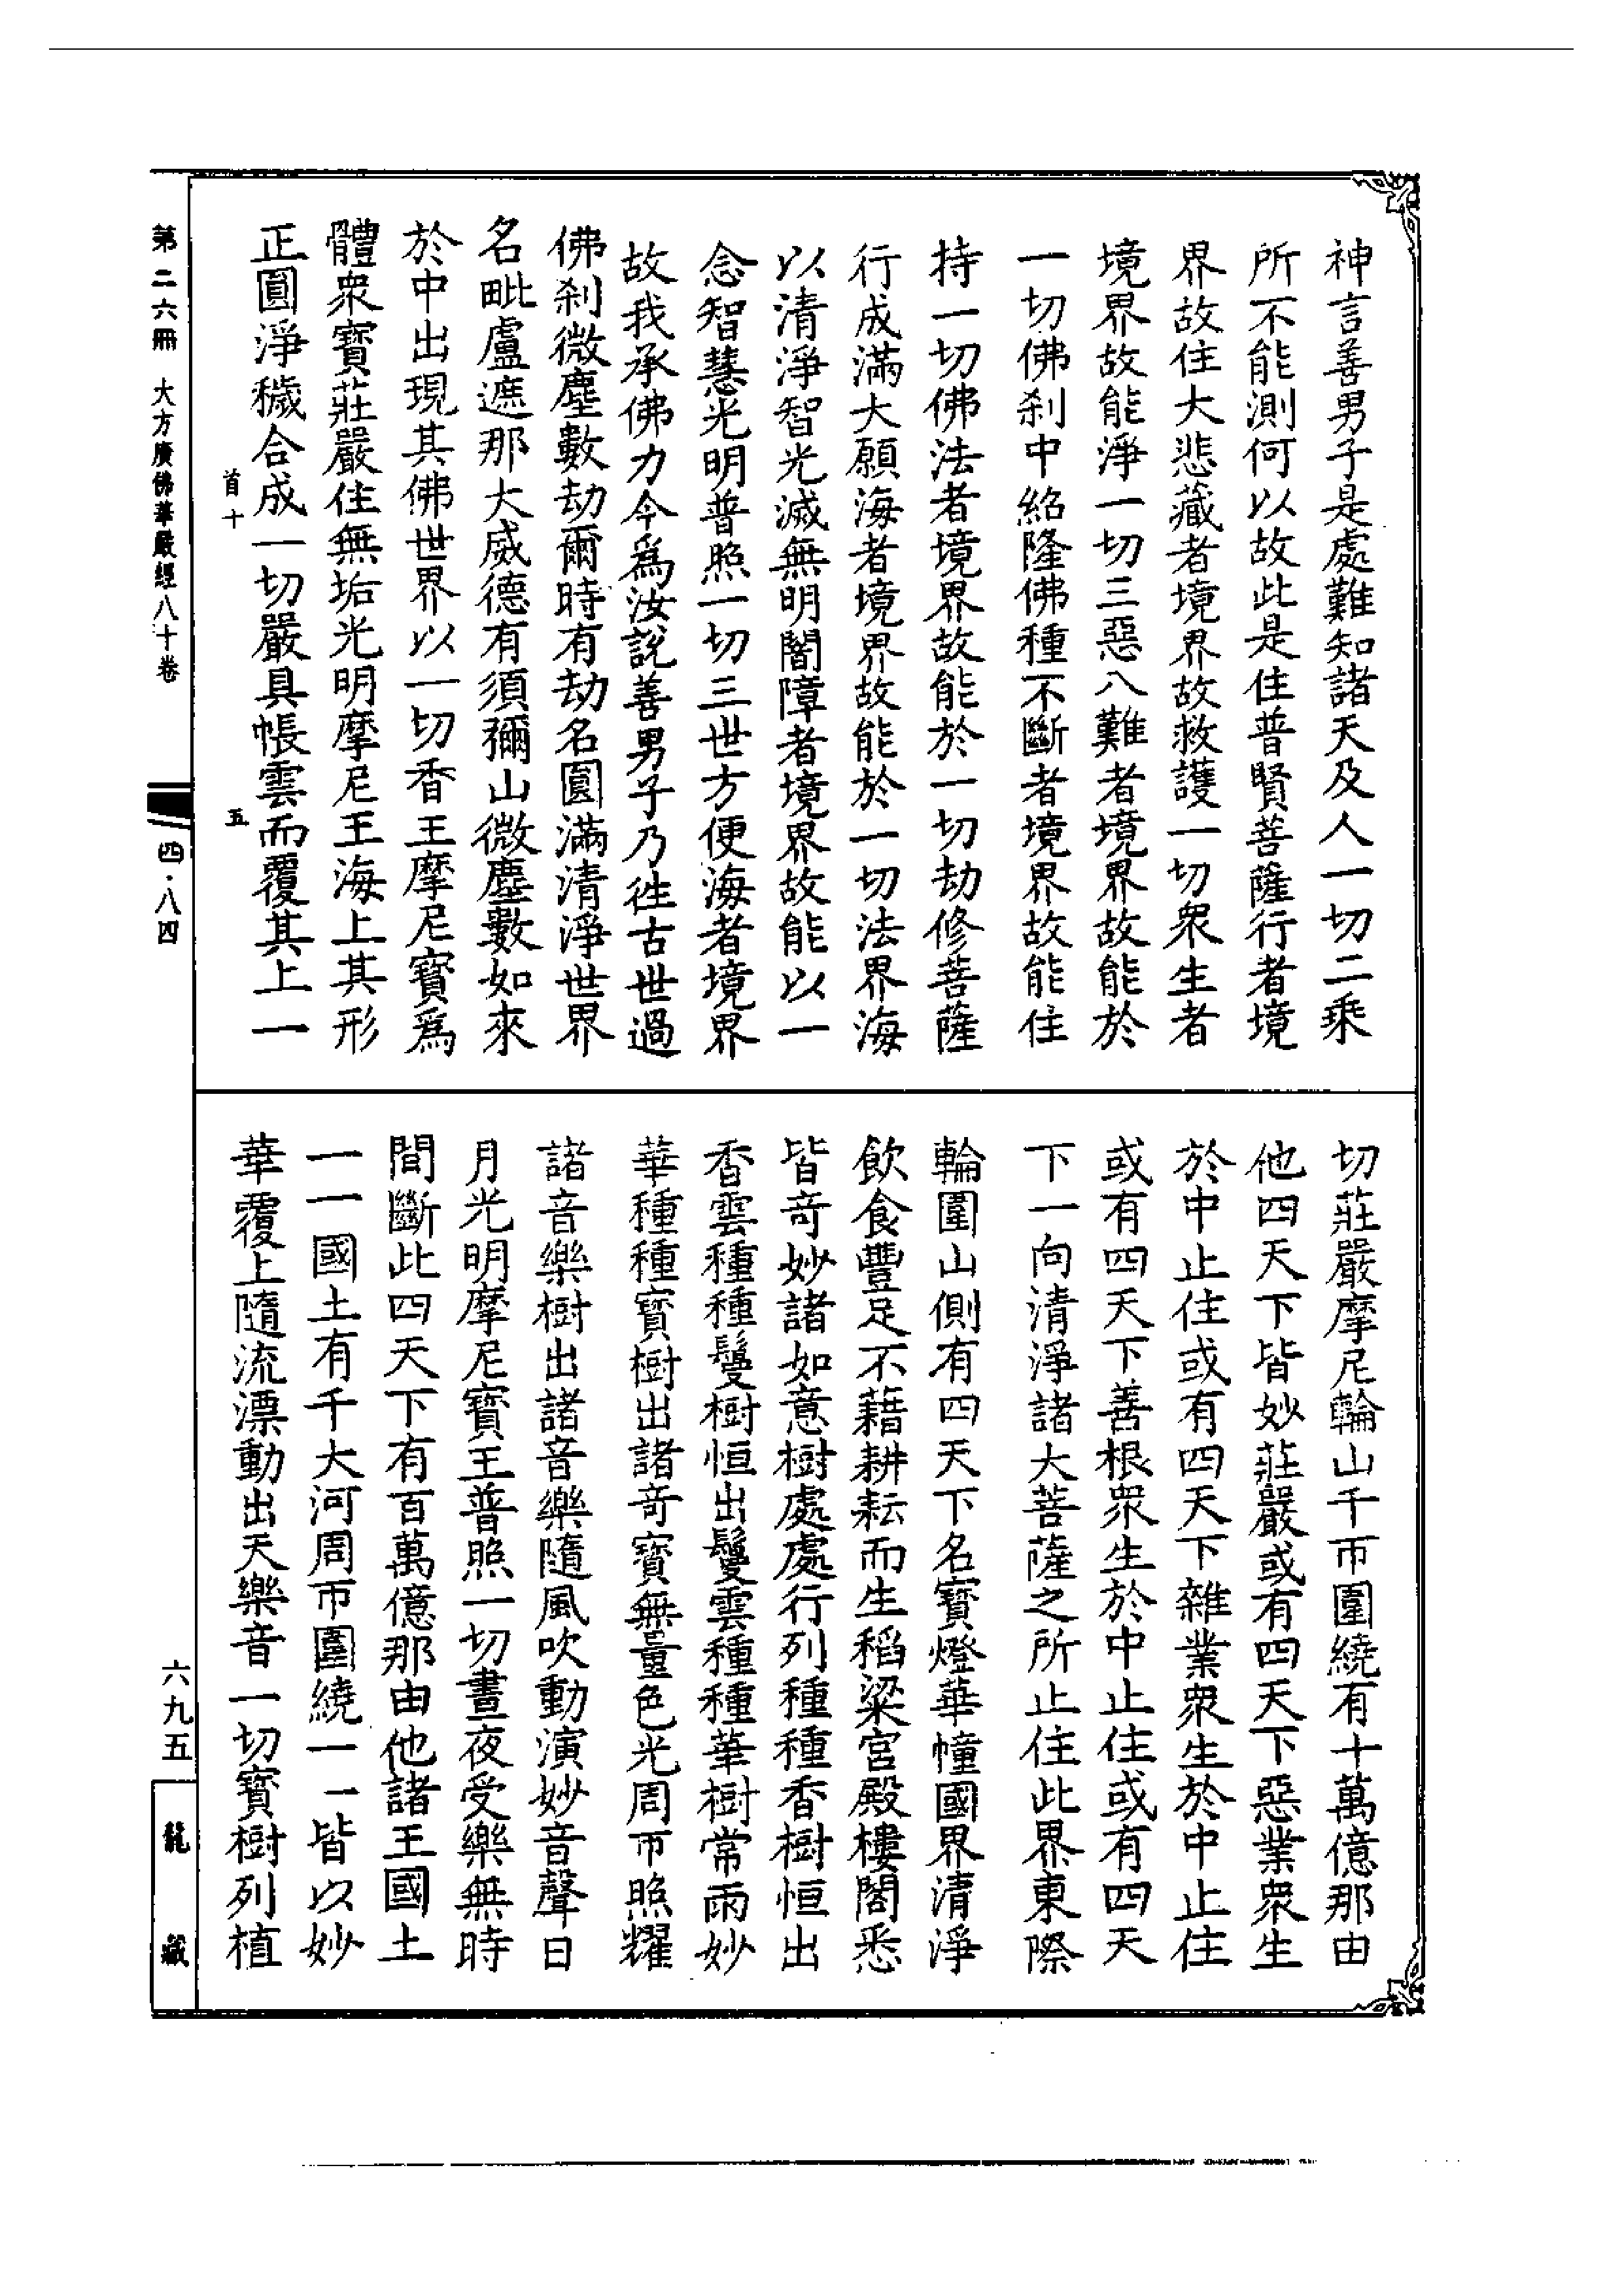 神言善男子是處難知諸天及人一切二乘
所不能測何以故此是住普賢菩薩行者境
界故住大悲藏者境界故救護一切衆生者
境界故能淨一切三惡八難者境界故能於
一切佛刹中紹隆佛種不斷者境界故能住
持一切佛法者境界故能於一切劫修菩薩
行成滿大願海者境界故能於一切法界海
以清淨智光滅無明闇障者境界故能以一
念智慧光明普照一切三世方便海者境界
故我承佛力今爲汝說善男子乃徃古世過
佛刹微塵數劫爾時有劫名圓滿清淨世界
名毗盧遮那大威德有須彌山微塵數如來
於中出現其佛世界以一切香王摩尼寶爲
體衆寶莊嚴住無垢光明摩尼王海上其形
正圓淨穢合成一切嚴具帳雲而覆其上一
首十
五
切莊嚴摩尼輪山千帀圍繞有十萬億那由
他四天下皆妙莊嚴或有四天下惡業衆生
於中止住或有四天下雜業衆生於中止住
或有四天下善根衆生於中止住或有四天
下一向清淨諸大菩薩之所止住此界東際
輪圍山側有四天下名寶燈華幢國界清淨
飲食豐足不藉耕耘而生稻粱宮殿樓閣悉
皆竒妙諸如意樹處處行列種種香樹恒出
香雲種種鬘樹恒出鬘雲種種華樹常雨妙
華種種寳樹出諸竒寳無量色光周帀照耀
諸音樂樹出諸音樂隨風吹動演妙音聲日
月光明摩尼寶王普照一切晝夜受樂無時
間斷此四天下有百萬億那由他諸王國土
一一國土有千大河周帀圍繞一一皆以妙
華覆上隨流漂動出天樂音一切寳樹列植
第二六冊 大方廣佛華嚴經八十卷
四·八四
六九五
龍藏